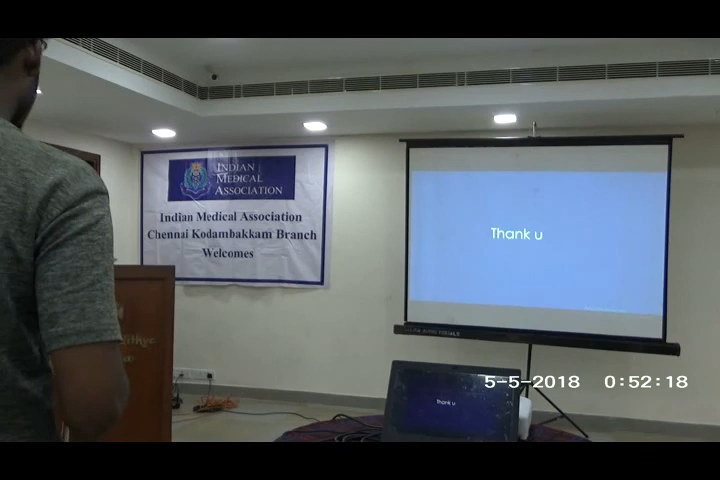 INDIAN
MEDICAL
ASSOCIATION
Indian Medical Association
Chennai Kodambakkam Branch
Welcomes
Thank u
Thank u
5-5-2018 0:52:18